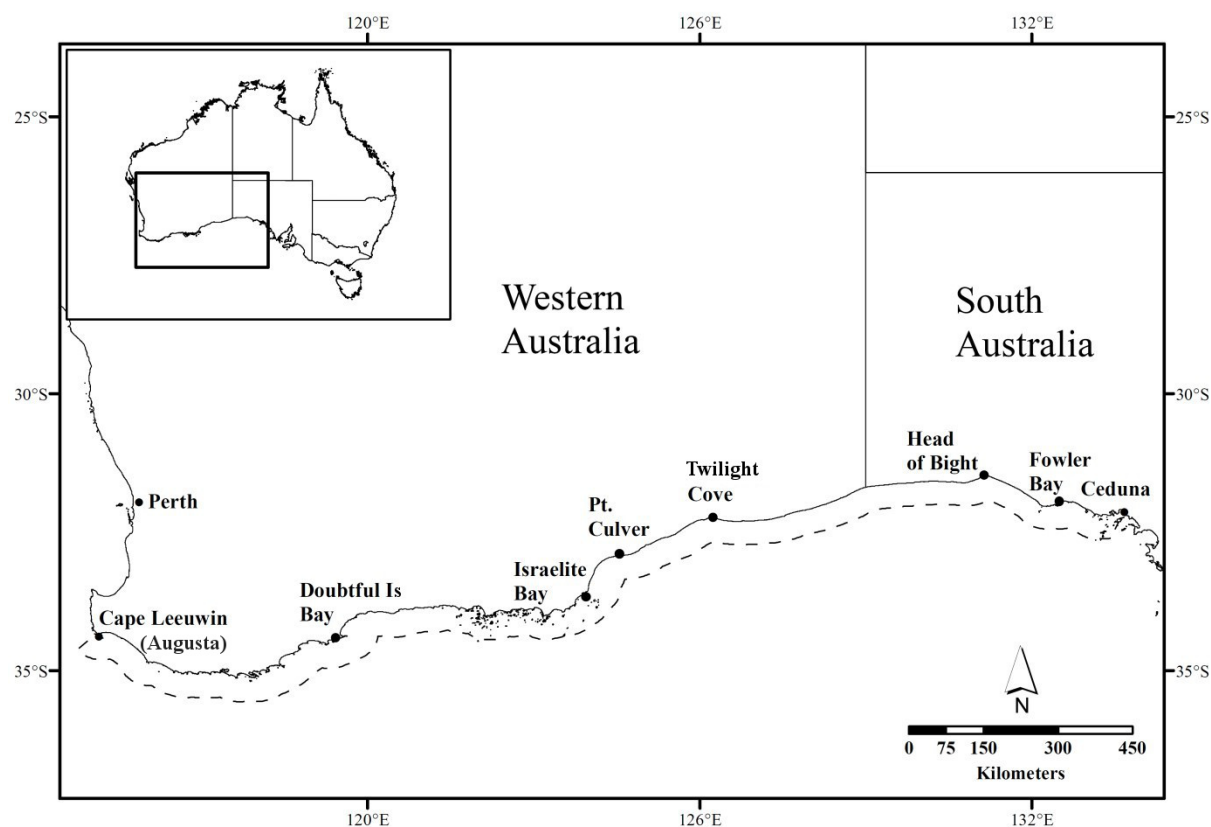 120°E
126°E
132°E
25°S
25°S
Western
Australia
South
Australia
30°S
30°S
Head
of Bight
Fowler
Bay
Ceduna
Twilight
Cove
Perth
Pt.
Culver
Israelite
Bay
Doubtful Is
Bay
Cape Leeuwin
(Augusta)
35°S
35°S
N
0 75 150 300 450
Kilometers
120°E
126°E
132°E